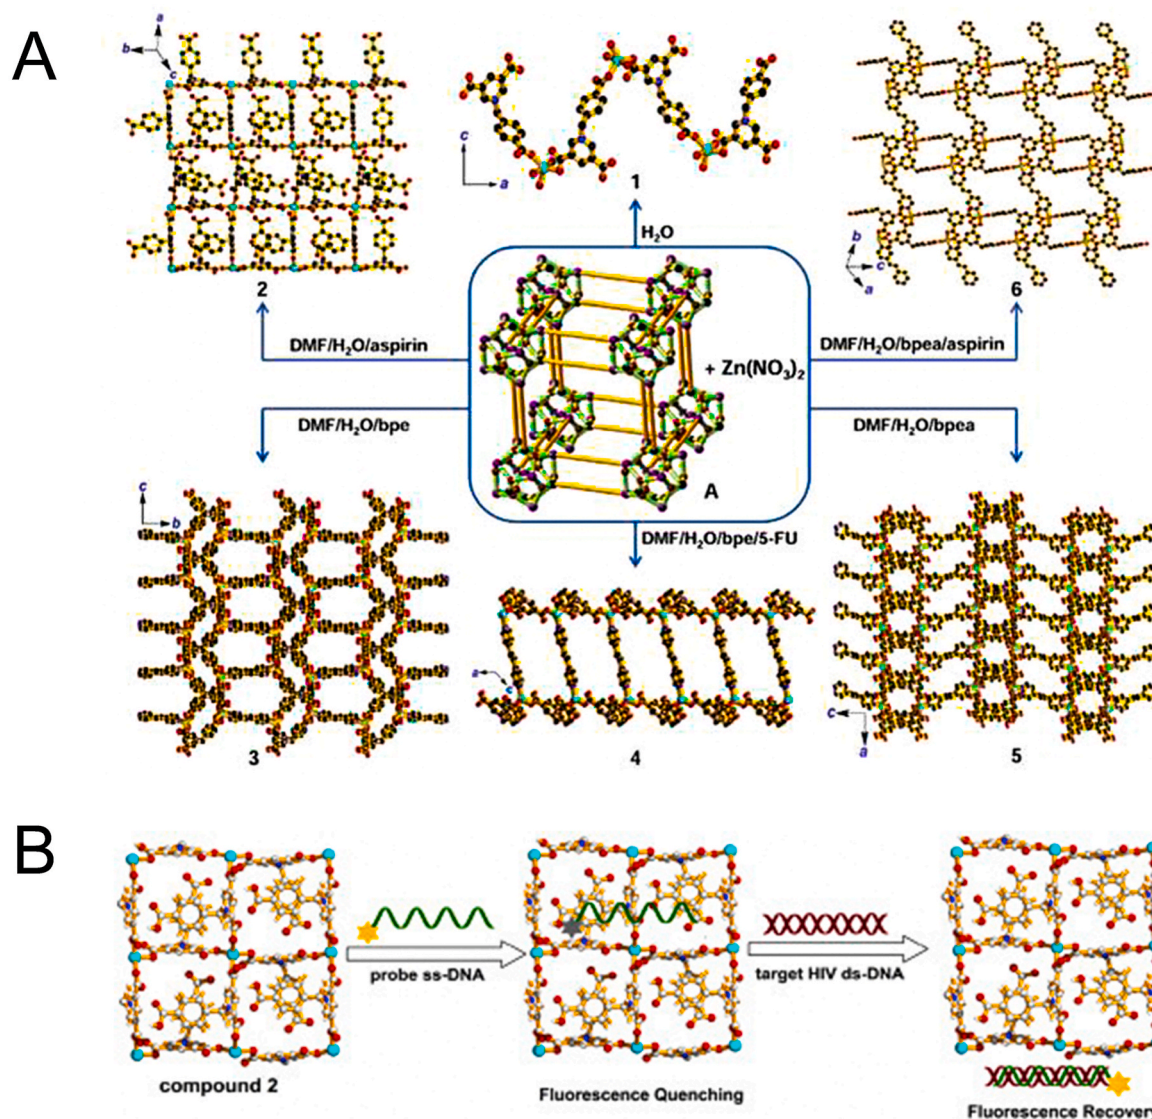 A
a
b
c
2
c
a
1
H₂O
b
c
a
6
DMF/H₂O/aspirin
+ Zn(NO₃)₂
DMF/H₂O/bpea/aspirin
DMF/H₂O/bpe
DMF/H₂O/bpea
A
DMF/H₂O/bpe/5-FU
c
b
3
a
c
4
c
a
5
B
probe ss-DNA
target HIV ds-DNA
compound 2
Fluorescence Quenching
Fluorescence Recovery